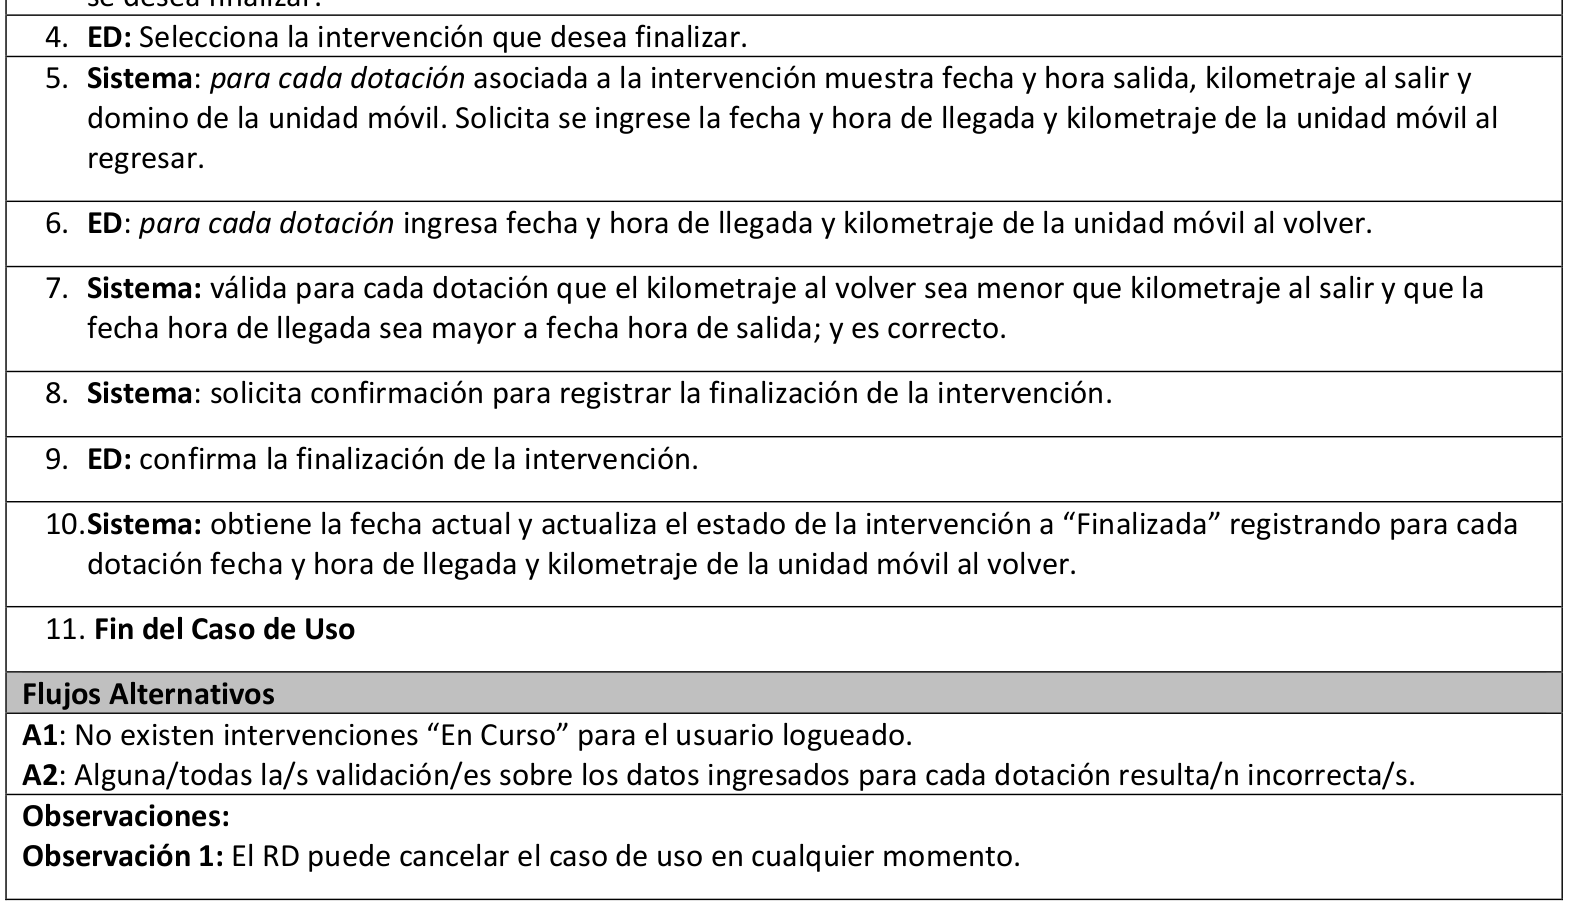 se desea finalizar.
4. ED: Selecciona la intervención que desea finalizar.
5. Sistema: para cada dotación asociada a la intervención muestra fecha y hora salida, kilometraje al salir y
domino de la unidad móvil. Solicita se ingrese la fecha y hora de llegada y kilometraje de la unidad móvil al
regresar.
6. ED: para cada dotación ingresa fecha y hora de llegada y kilometraje de la unidad móvil al volver.
7. Sistema: válida para cada dotación que el kilometraje al volver sea menor que kilometraje al salir y que la
fecha hora de llegada sea mayor a fecha hora de salida; y es correcto.
8. Sistema: solicita confirmación para registrar la finalización de la intervención.
9. ED: confirma la finalización de la intervención.
10.Sistema: obtiene la fecha actual y actualiza el estado de la intervención a “Finalizada” registrando para cada
dotación fecha y hora de llegada y kilometraje de la unidad móvil al volver.
11. Fin del Caso de Uso
Flujos Alternativos
A1: No existen intervenciones “En Curso” para el usuario logueado.
A2: Alguna/todas la/s validación/es sobre los datos ingresados para cada dotación resulta/n incorrecta/s.
Observaciones:
Observación 1: El RD puede cancelar el caso de uso en cualquier momento.